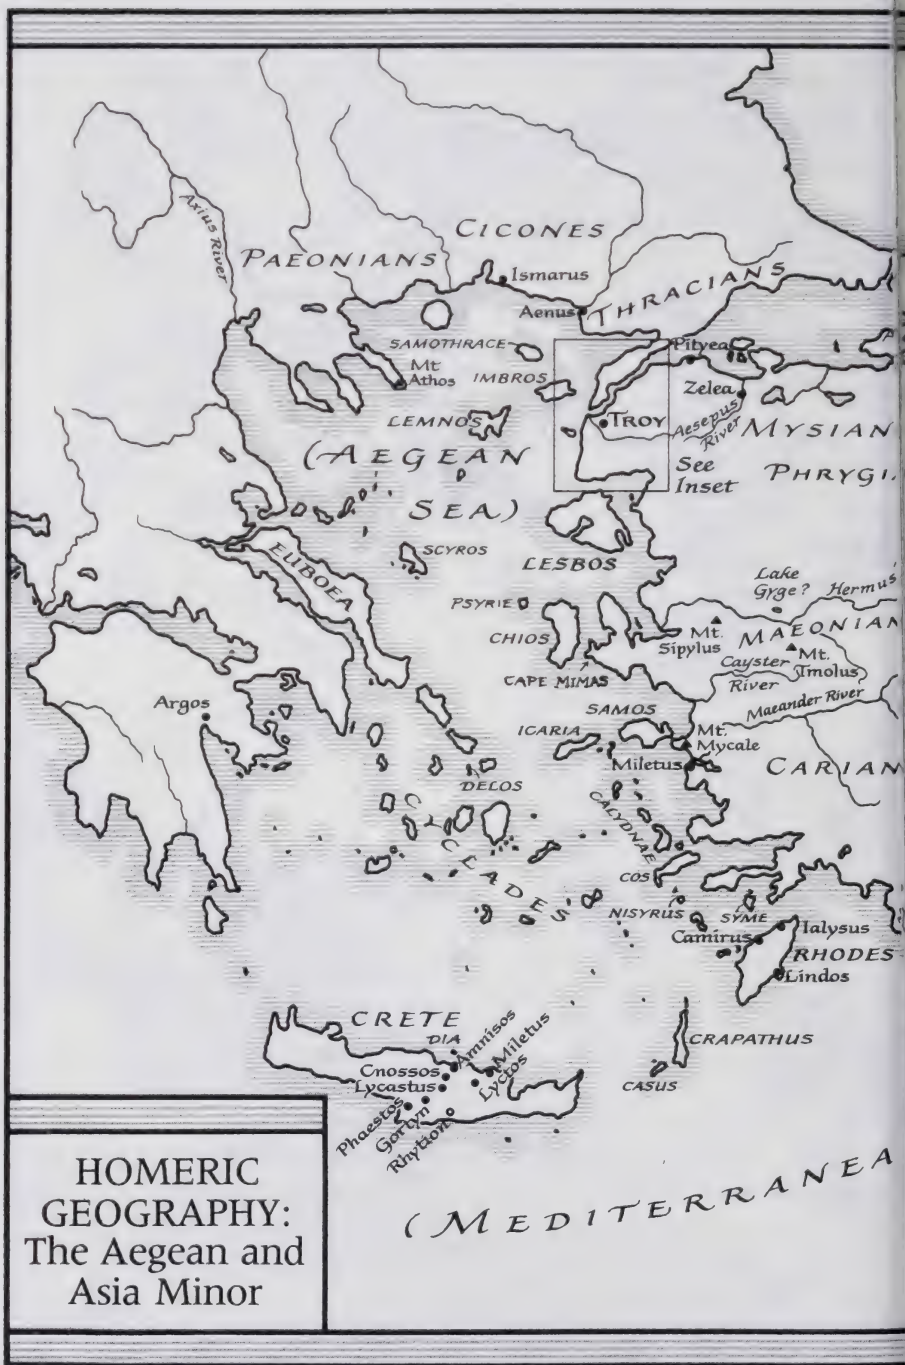 Axius River
PAEONIANS
CICONES
Ismarus
Aenus
THRACIANS
SAMOTHRACE
Mt
Athos
IMBROS
Pityea
Zelea
LEMNOS
TROY
Aesepus
River
MYSIAN
(AEGEAN
SEA)
See
Inset
PHRYGI
SCYROS
EUBOEA
LESBOS
Lake
Gyge?
Hermus
PSYRIE
CHIOS
Mt.
Sipylus
MAEONIAN
Cayster
River
Mt.
Tmolus
CAPE MIMAS
Maeander River
Argos
SAMOS
ICARIA
Mt.
Mycale
Miletus
DELOS
CARIAN
CYCLADES
CALYDNAE
COS
NISYRUS
SYME
Ialysus
Camirus
RHODES
Lindos
CRETE
DIA
Amnisos
Miletus
Cnossos
Lycastus
Lyctos
Phaestos
Gortyn
Rhytion
CRAPATHUS
CASUS
HOMERIC
GEOGRAPHY:
The Aegean and
Asia Minor
(MEDITERRANEA